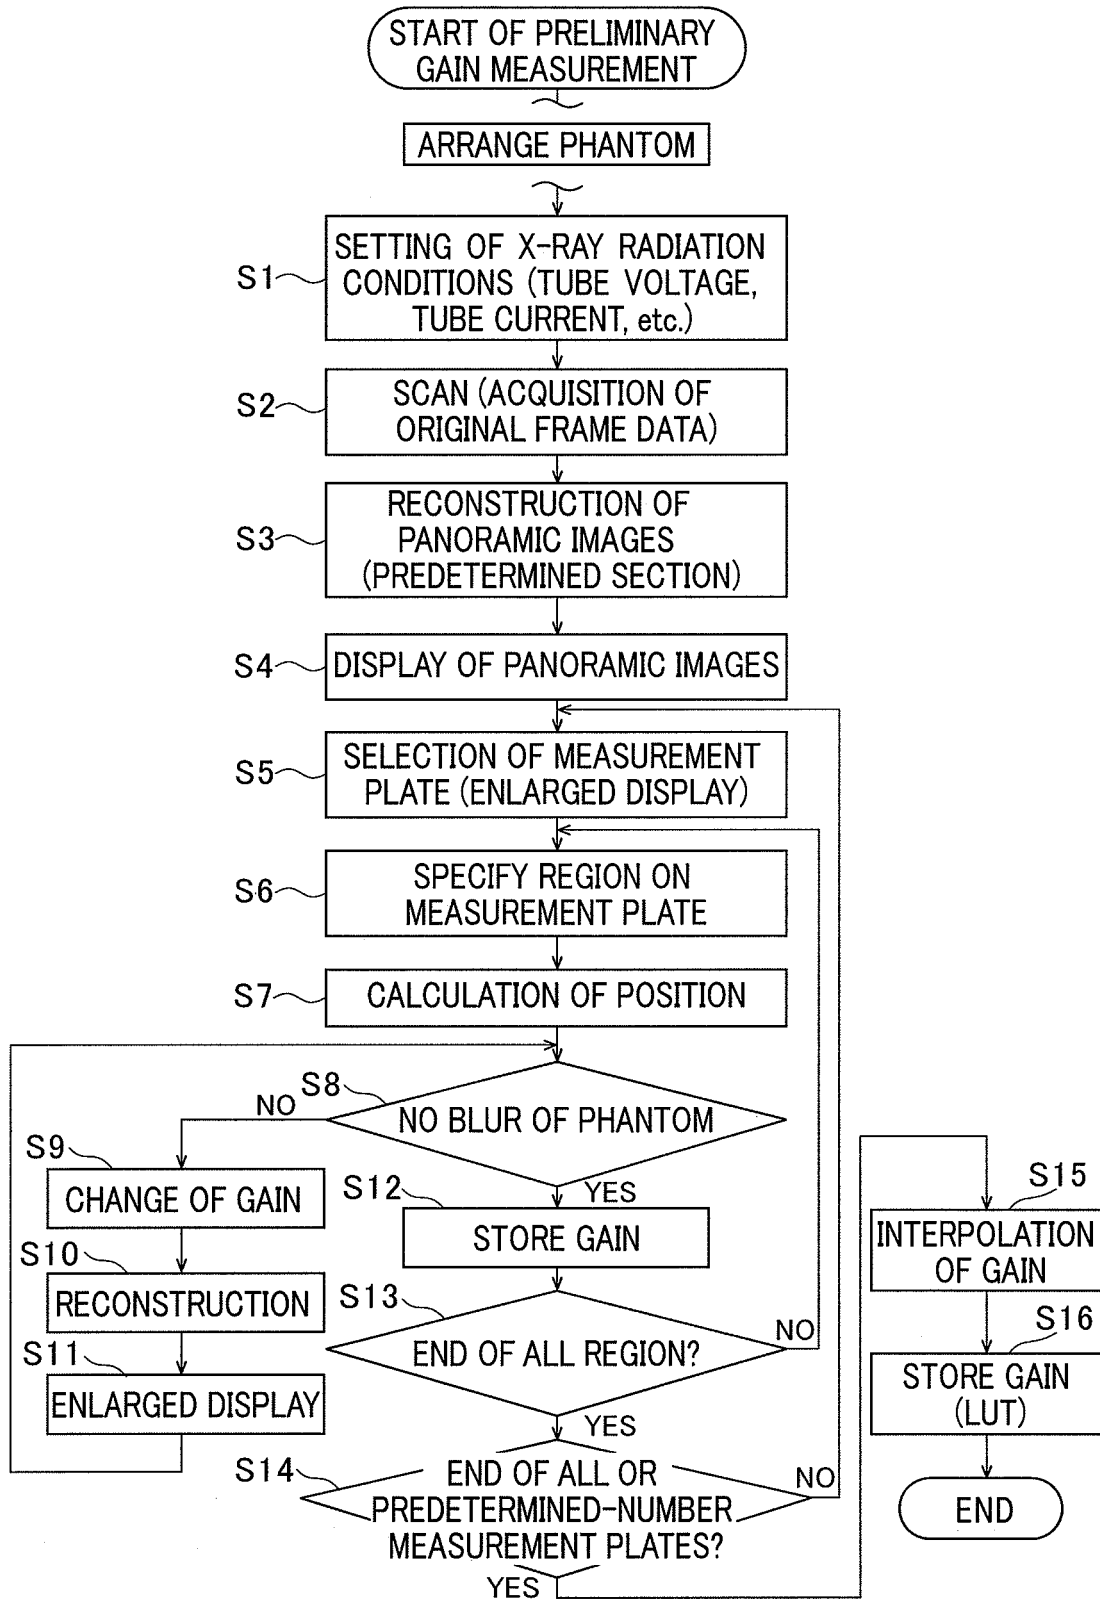 START OF PRELIMINARY
GAIN MEASUREMENT
ARRANGE PHANTOM
S1
SETTING OF X-RAY RADIATION
CONDITIONS (TUBE VOLTAGE,
TUBE CURRENT, etc.)
S2
SCAN (ACQUISITION OF
ORIGINAL FRAME DATA)
S3
RECONSTRUCTION OF
PANORAMIC IMAGES
(PREDETERMINED SECTION)
S4
DISPLAY OF PANORAMIC IMAGES
S5
SELECTION OF MEASUREMENT
PLATE (ENLARGED DISPLAY)
S6
SPECIFY REGION ON
MEASUREMENT PLATE
S7
CALCULATION OF POSITION
S8
NO BLUR OF PHANTOM
NO
YES
S9
CHANGE OF GAIN
S10
RECONSTRUCTION
S11
ENLARGED DISPLAY
S12
STORE GAIN
S13
END OF ALL REGION?
NO
YES
S14
END OF ALL OR
PREDETERMINED-NUMBER
MEASUREMENT PLATES?
NO
YES
S15
INTERPOLATION
OF GAIN
S16
STORE GAIN
(LUT)
END